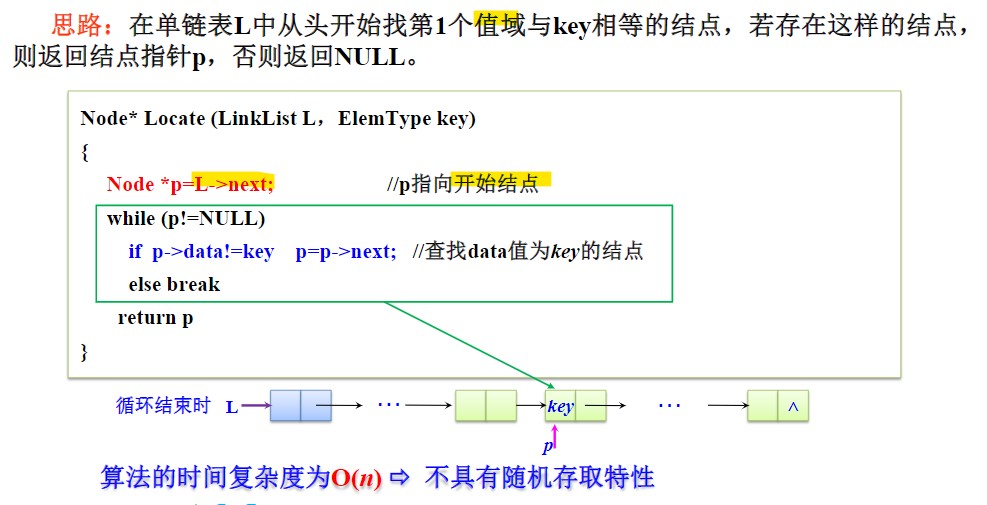 思路：在单链表L中从头开始找第1个值域与key相等的结点，若存在这样的结点，
则返回结点指针p，否则返回NULL。
Node* Locate (LinkList L，ElemType key)
{
Node *p=L->next; //p指向开始结点
while (p!=NULL)
if p->data!=key p=p->next; //查找data值为key的结点
else break
return p
}
循环结束时 L ⋯ key ⋯ ∧
p
算法的时间复杂度为O(n) ⇨ 不具有随机存取特性